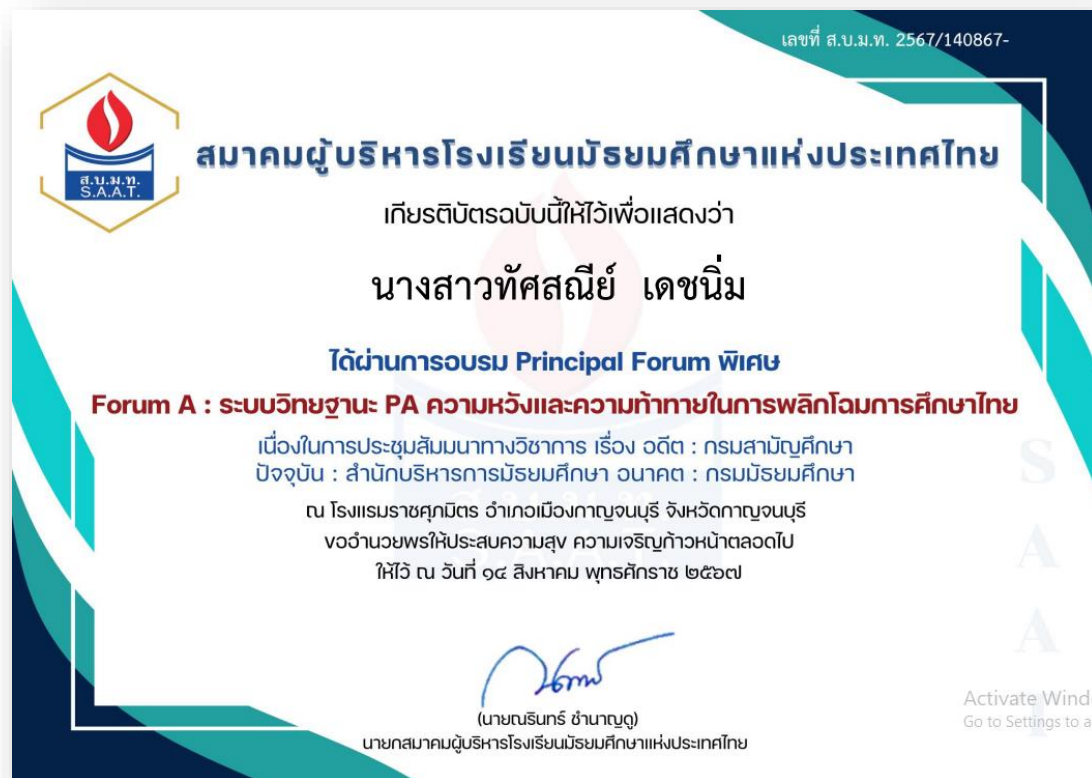 เลขที่ ส.บ.ม.ท. 2567/140867-
ส.บ.ม.ท.
S.A.A.T.
สมาคมผู้บริหารโรงเรียนมัธยมศึกษาแห่งประเทศไทย
เกียรติบัตรฉบับนี้ให้ไว้เพื่อแสดงว่า
นางสาวทัศสณีย์ เดชนิ่ม
ได้ผ่านการอบรม Principal Forum พิเศษ
Forum A : ระบบวิทยฐานะ PA ความหวังและความท้าทายในการพลิกโฉมการศึกษาไทย
เนื่องในการประชุมสัมมนาทางวิชาการ เรื่อง อดีต : กรมสามัญศึกษา
ปัจจุบัน : สำนักบริหารการมัธยมศึกษา อนาคต : กรมมัธยมศึกษา
ณ โรงแรมราชศุภมิตร อำเภอเมืองกาญจนบุรี จังหวัดกาญจนบุรี
ขออำนวยพรให้ประสบความสุข ความเจริญก้าวหน้าตลอดไป
ให้ไว้ ณ วันที่ ๑๔ สิงหาคม พุทธศักราช ๒๕๖๗
(นายณรินทร์ ชำนาญดู)
นายกสมาคมผู้บริหารโรงเรียนมัธยมศึกษาแห่งประเทศไทย
S
A
A
T
Activate Wind
Go to Settings to a